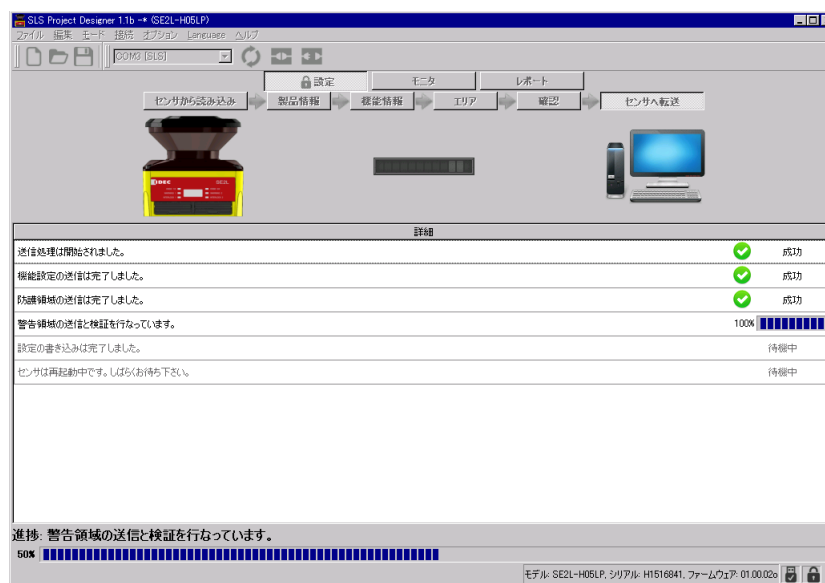 SLS Project Designer 1.1b -* (SE2L-H05LP)
ファイル 編集 モード 接続 オプション Language ヘルプ
COM3 [SLS]
設定 モニタ レポート
センサから読み込み 製品情報 機能情報 エリア 確認 センサへ転送
IDEC SE2L
詳細
送信処理は開始されました。 成功
機能設定の送信は完了しました。 成功
防護領域の送信は完了しました。 成功
警告領域の送信と検証を行なっています。 100%
設定の書き込みは完了しました。 待機中
センサは再起動中です。しばらくお待ち下さい。 待機中
進捗: 警告領域の送信と検証を行なっています。
50%
モデル: SE2L-H05LP, シリアル: H1516841, ファームウェア: 01.00.02o